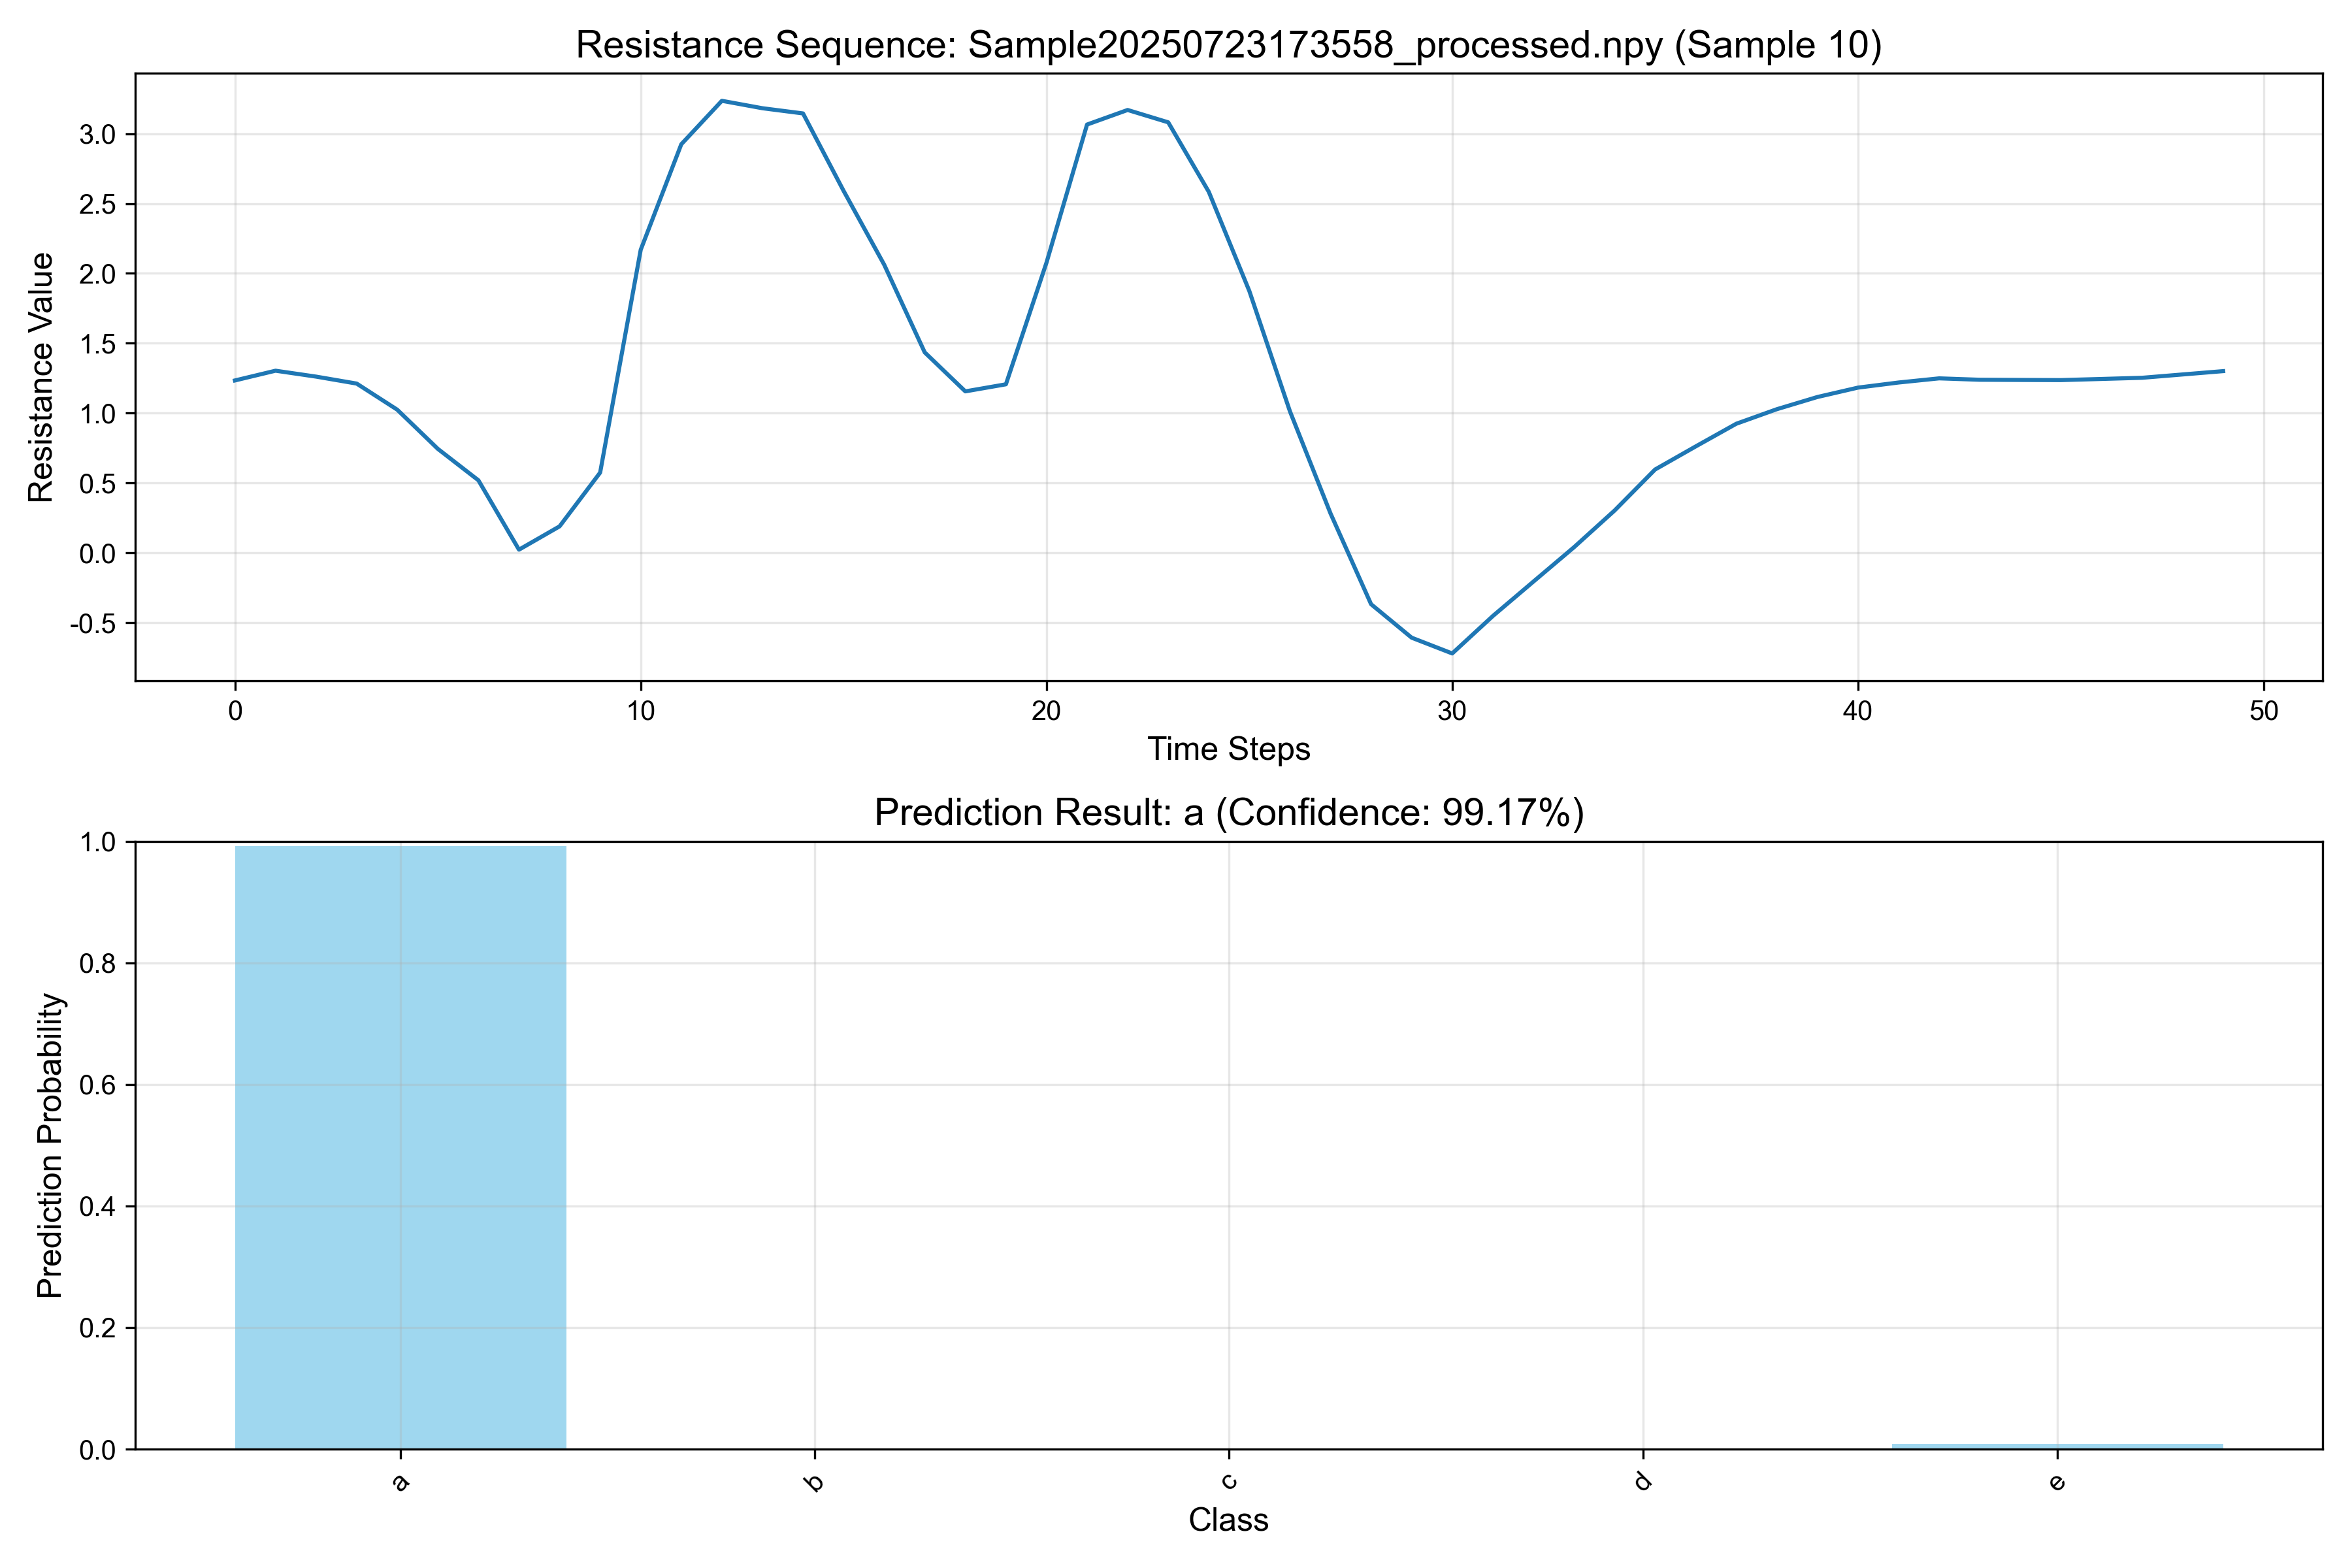 Resistance Sequence: Sample20250723173558_processed.npy (Sample 10)
Resistance Value
3.0
2.5
2.0
1.5
1.0
0.5
0.0
-0.5
0 10 20 30 40 50
Time Steps
Prediction Result: a (Confidence: 99.17%)
Prediction Probability
1.0
0.8
0.6
0.4
0.2
0.0
a b c d e
Class